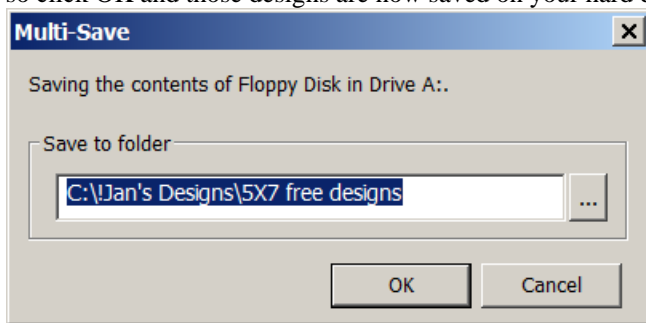 so click OK and those designs are now saved on your hard
Multi-Save
Saving the contents of Floppy Disk in Drive A:.
Save to folder
C:\!Jan's Designs\5X7 free designs
...
OK
Cancel